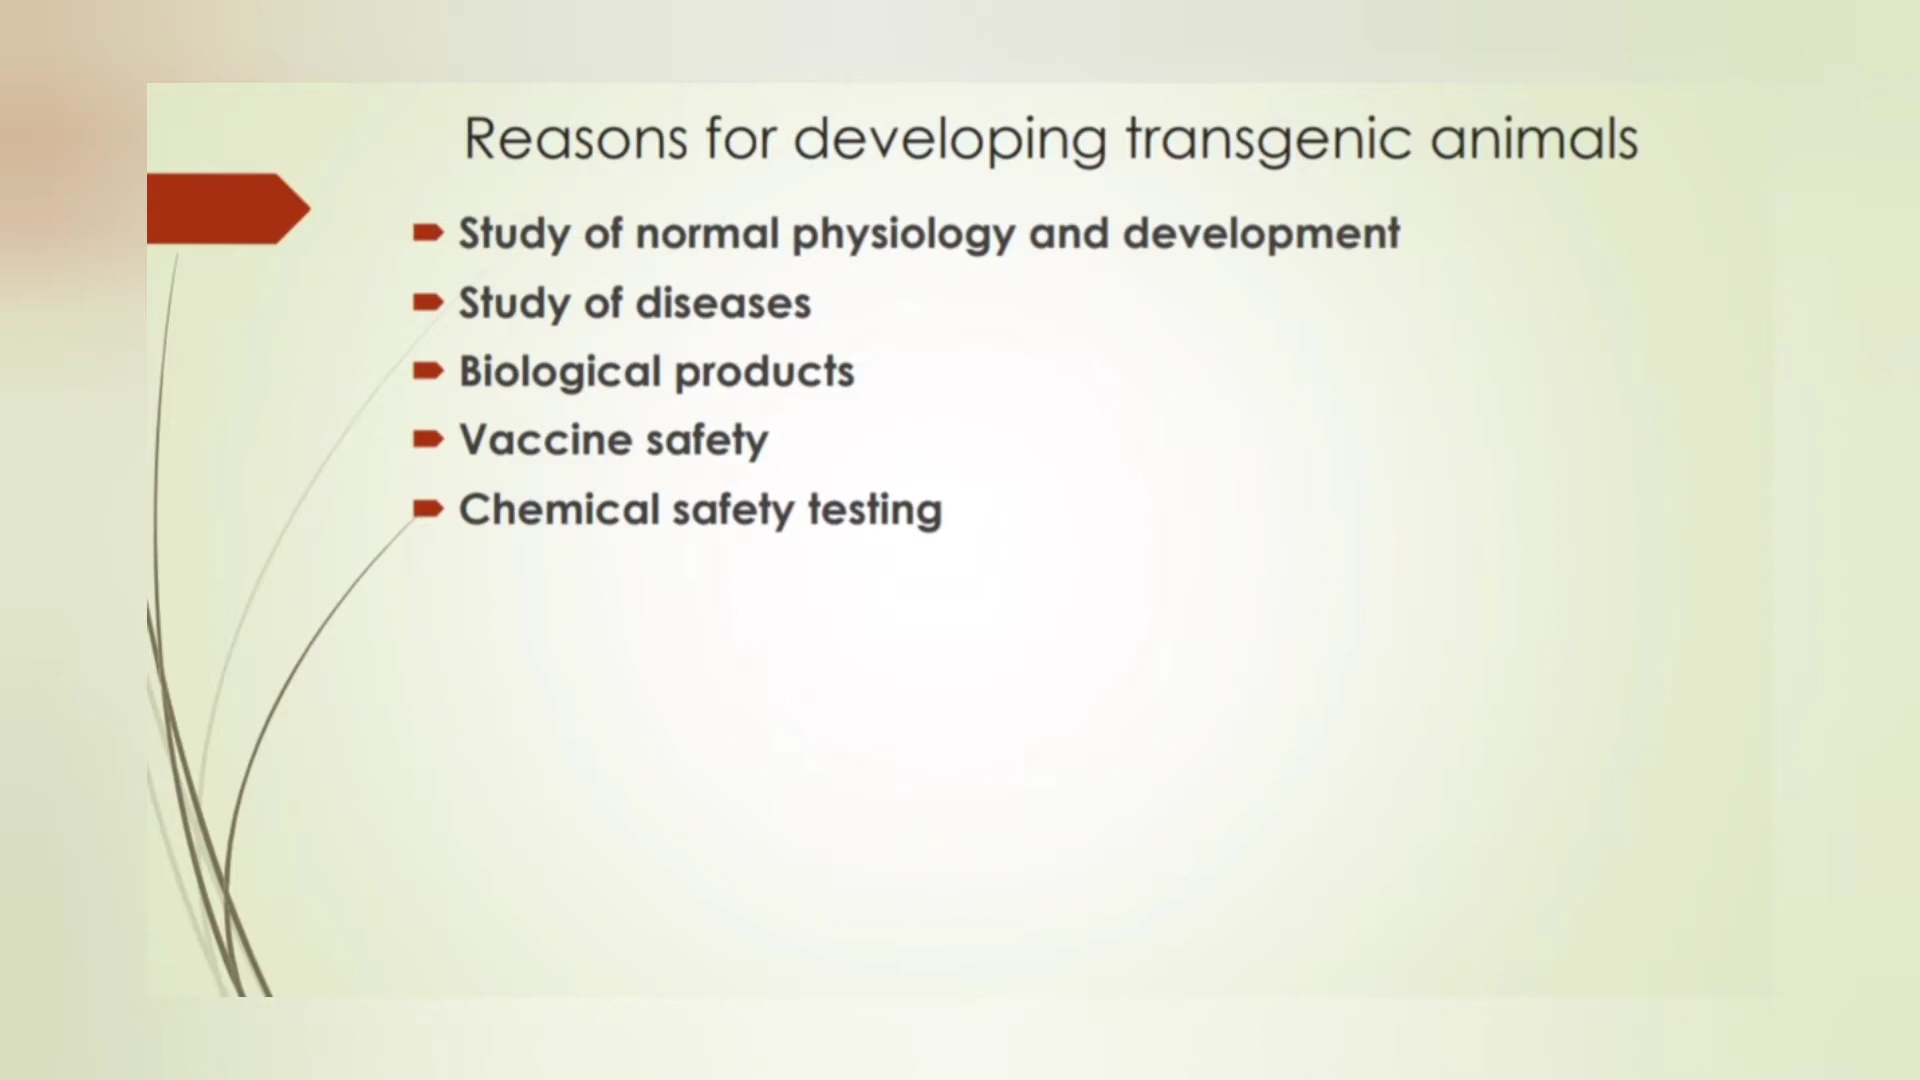 Reasons for developing transgenic animals
Study of normal physiology and development
Study of diseases
Biological products
Vaccine safety
Chemical safety testing